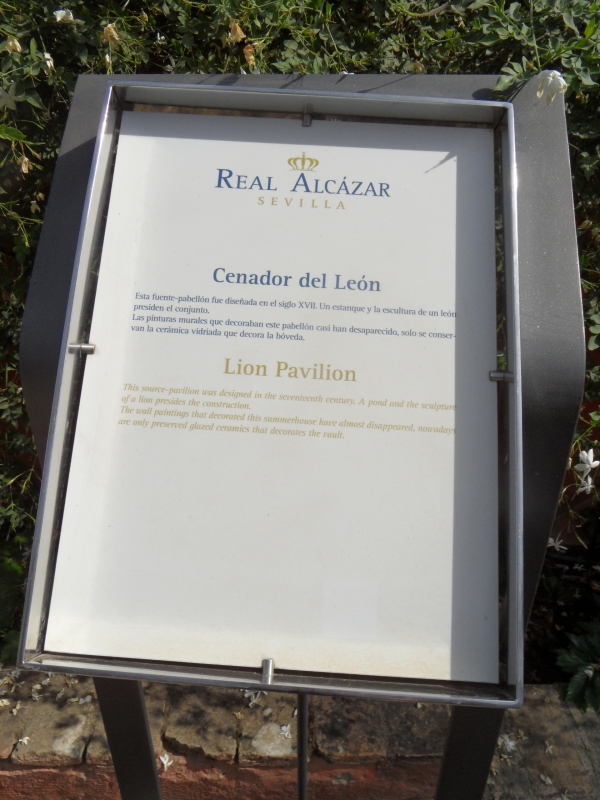 REAL ALCÁZAR
SEVILLA
Cenador del León
Esta fuente-pabellón fue diseñada en el siglo XVII. Un estanque y la escultura de un león
presiden el conjunto.
Las pinturas murales que decoraban este pabellón casi han desaparecido, solo se conser-
van la cerámica vidriada que decora la bóveda.
Lion Pavilion
This source-pavilion was designed in the seventeenth century. A pond and the sculpture
of a lion presides the construction.
The wall paintings that decorated this summerhouse have almost disappeared, nowadays
are only preserved glazed ceramics that decorates the vault.